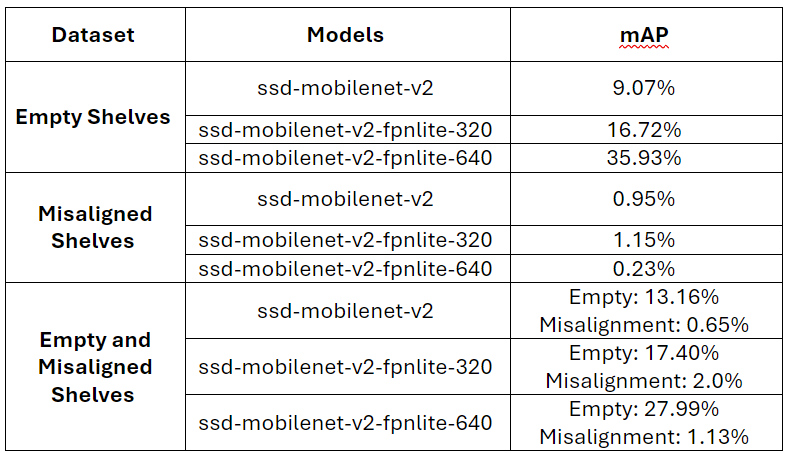 Dataset Models mAP
Empty Shelves
ssd-mobilenet-v2 9.07%
ssd-mobilenet-v2-fpnlite-320 16.72%
ssd-mobilenet-v2-fpnlite-640 35.93%
Misaligned
Shelves
ssd-mobilenet-v2 0.95%
ssd-mobilenet-v2-fpnlite-320 1.15%
ssd-mobilenet-v2-fpnlite-640 0.23%
Empty and
Misaligned
Shelves
ssd-mobilenet-v2
Empty: 13.16%
Misalignment: 0.65%
ssd-mobilenet-v2-fpnlite-320
Empty: 17.40%
Misalignment: 2.0%
ssd-mobilenet-v2-fpnlite-640
Empty: 27.99%
Misalignment: 1.13%